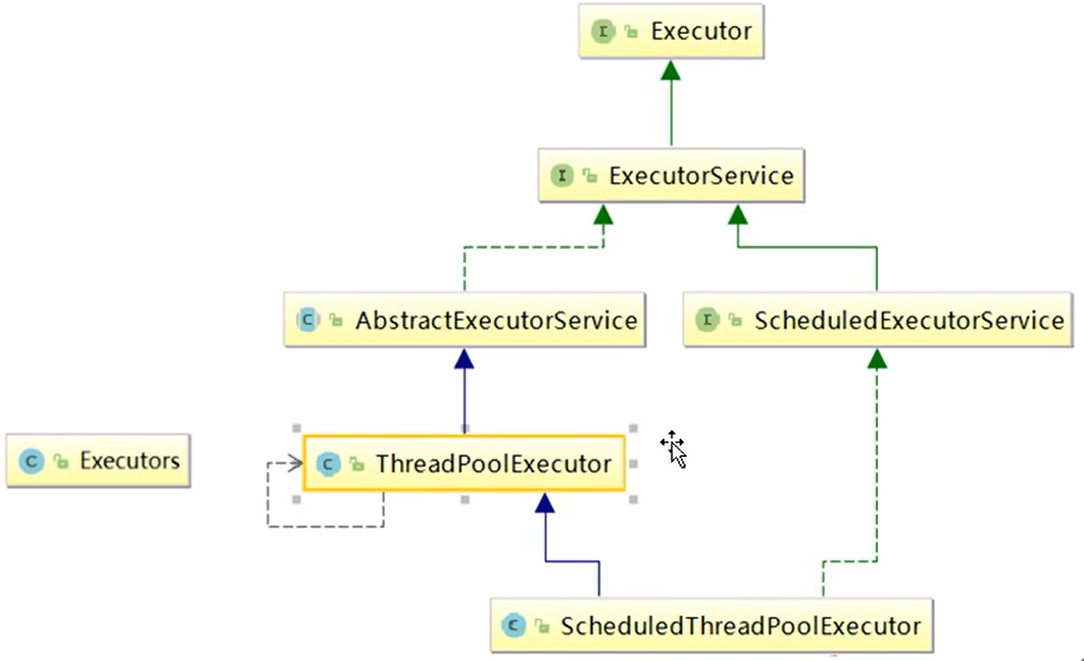 I Executor
I ExecutorService
C AbstractExecutorService
I ScheduledExecutorService
C Executors
C ThreadPoolExecutor
C ScheduledThreadPoolExecutor